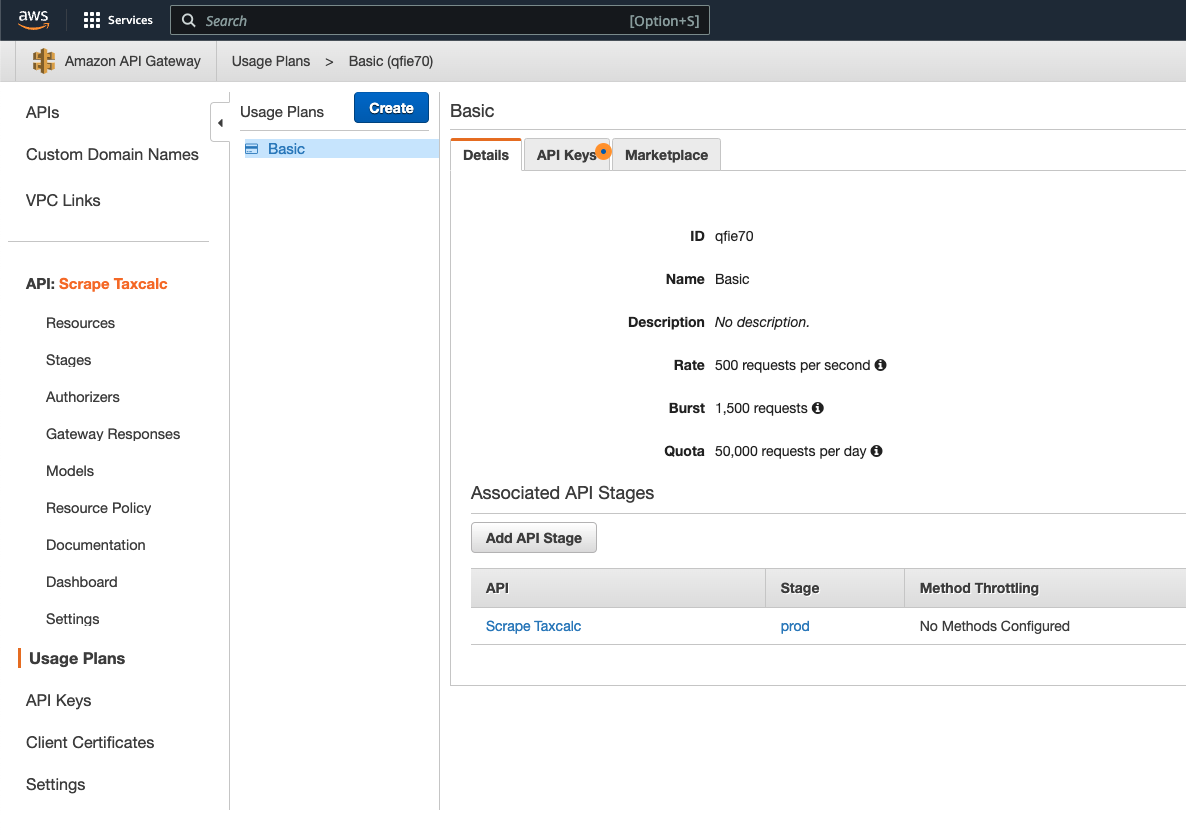 aws
Services
Search
[Option+S]
Amazon API Gateway
Usage Plans > Basic (qfie70)
APIs
Custom Domain Names
VPC Links
API: Scrape Taxcalc
Resources
Stages
Authorizers
Gateway Responses
Models
Resource Policy
Documentation
Dashboard
Settings
Usage Plans
API Keys
Client Certificates
Settings
Usage Plans
Create
Basic
Basic
Details
API Keys
Marketplace
ID qfie70
Name Basic
Description No description.
Rate 500 requests per second
Burst 1,500 requests
Quota 50,000 requests per day
Associated API Stages
Add API Stage
API Stage Method Throttling
Scrape Taxcalc prod No Methods Configured